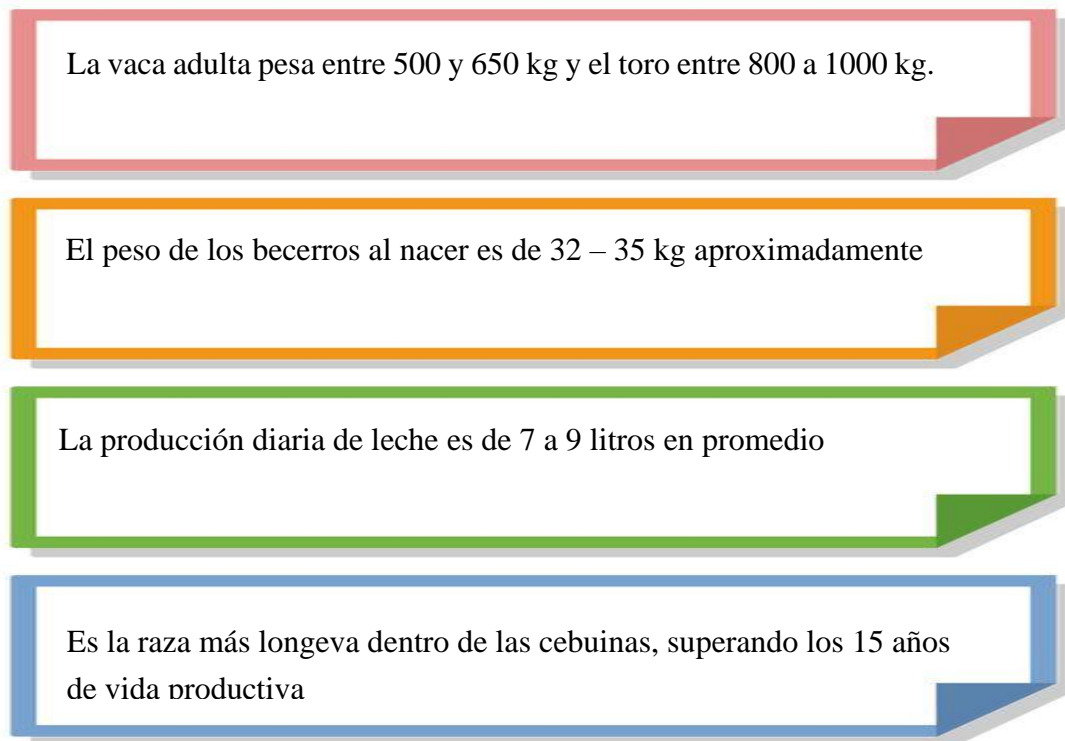 La vaca adulta pesa entre 500 y 650 kg y el toro entre 800 a 1000 kg.
El peso de los becerros al nacer es de 32 – 35 kg aproximadamente
La producción diaria de leche es de 7 a 9 litros en promedio
Es la raza más longeva dentro de las cebuinas, superando los 15 años
de vida productiva